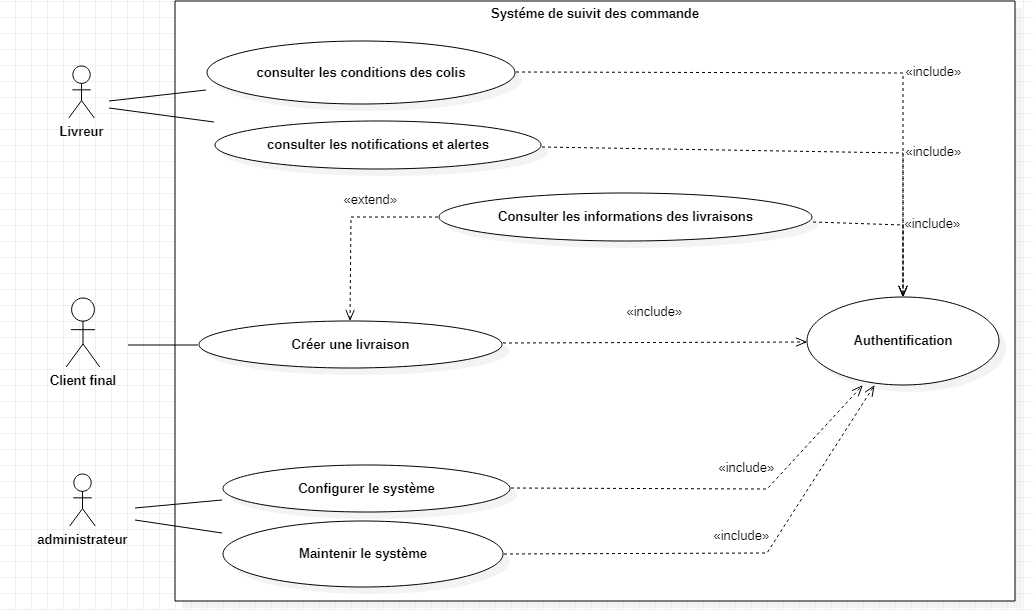 Systéme de suivit des commande
consulter les conditions des colis
«include»
Livreur
consulter les notifications et alertes
«include»
«extend»
Consulter les informations des livraisons
«include»
«include»
Créer une livraison
Authentification
Client final
«include»
Configurer le système
administrateur
«include»
Maintenir le système